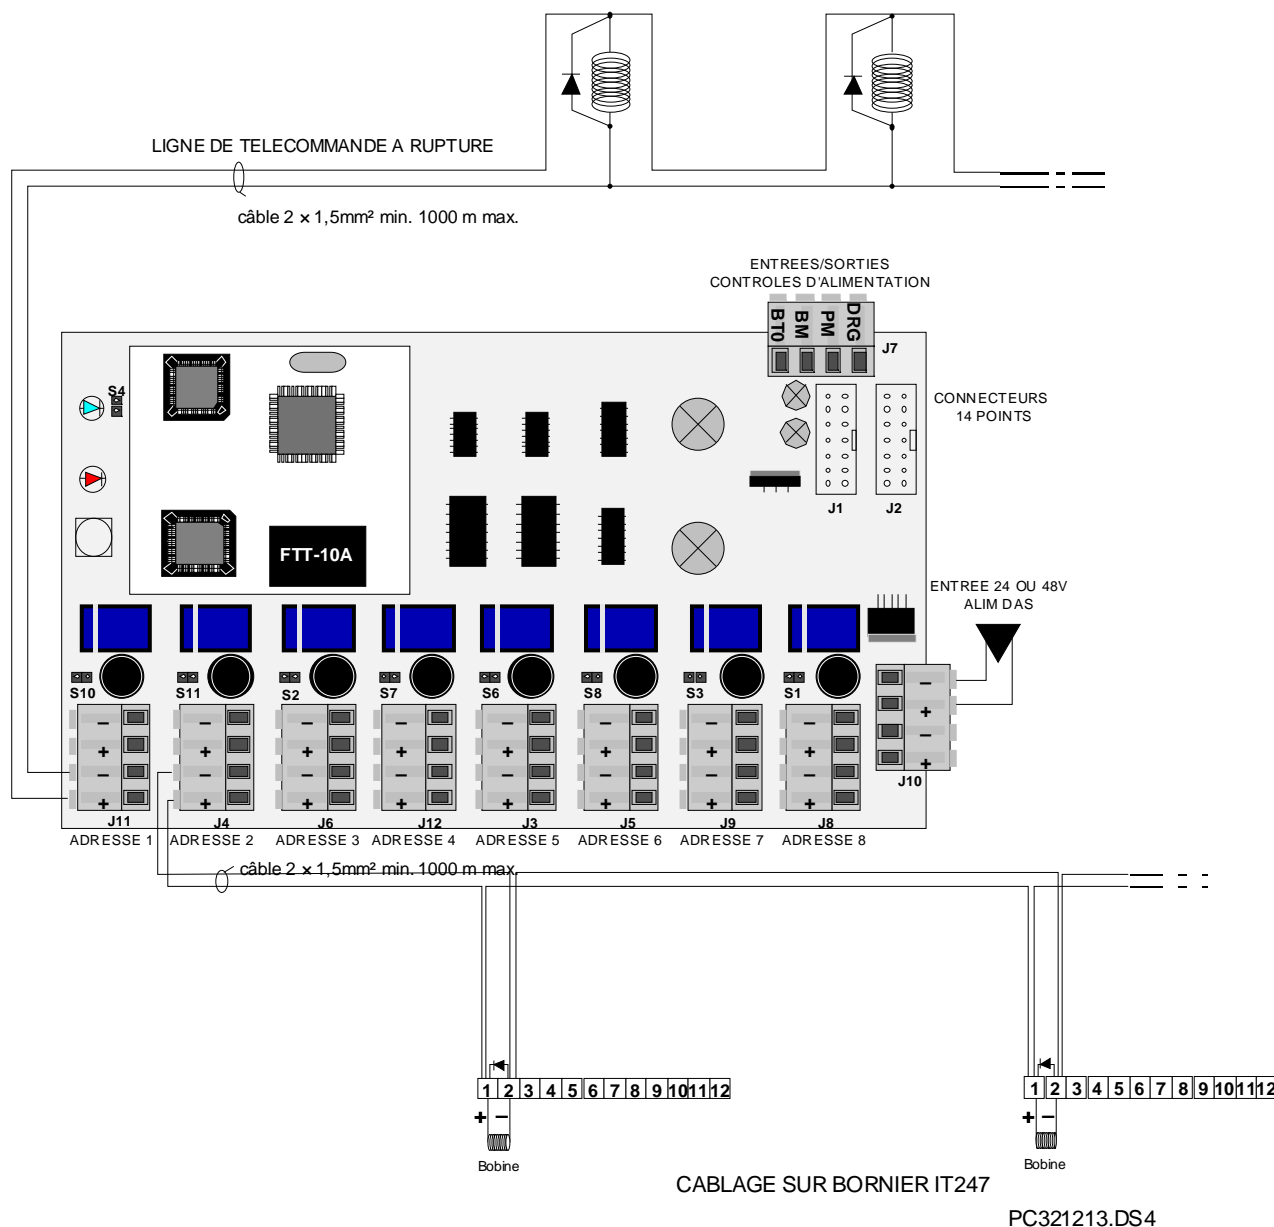 LIGNE DE TELECOMMANDE A RUPTURE
câble 2 × 1,5mm² min. 1000 m max.
ENTREES/SORTIES
CONTROLES D'ALIMENTATION
BT0 BM PM DRG
J7
S4
CONNECTEURS
14 POINTS
J1 J2
FTT-10A
ENTREE 24 OU 48V
ALIM DAS
S10 S11 S2 S7 S6 S8 S3 S1
− − − − − − − − −
+ + + + + + + + +
− − − − − − − − −
+ + + + + + + + +
J10
J11 J4 J6 J12 J3 J5 J9 J8
ADRESSE 1 ADRESSE 2 ADRESSE 3 ADRESSE 4 ADRESSE 5 ADRESSE 6 ADRESSE 7 ADRESSE 8
câble 2 × 1,5mm² min. 1000 m max.
1 2 3 4 5 6 7 8 9 10 11 12
1 2 3 4 5 6 7 8 9 10 11 12
+ −
+ −
Bobine
Bobine
CABLAGE SUR BORNIER IT247
PC321213.DS4